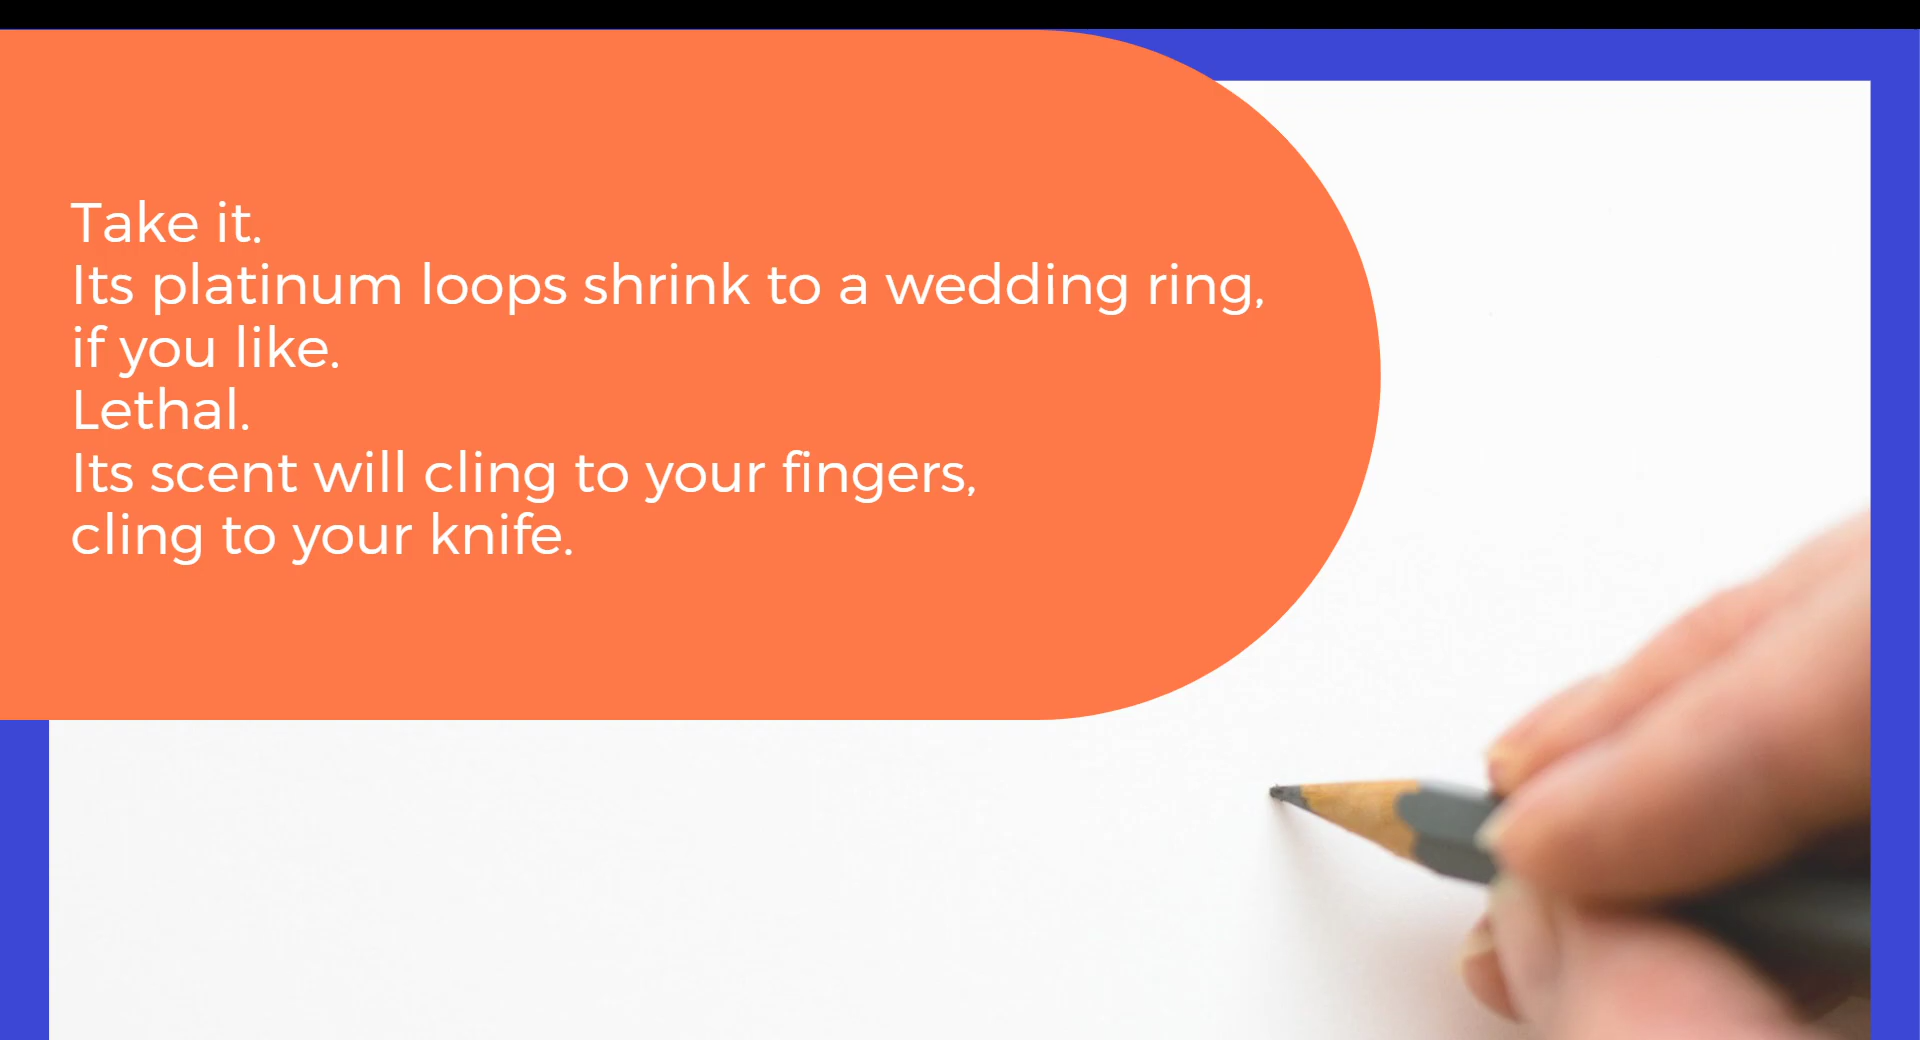 Take it.
Its platinum loops shrink to a wedding ring,
if you like.
Lethal.
Its scent will cling to your fingers,
cling to your knife.